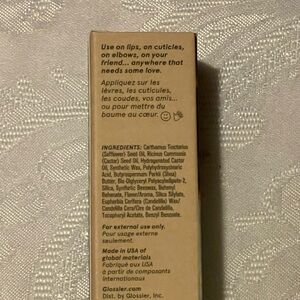 Use on lips, on cuticles,
on elbows, on your
friend... anywhere that
needs some love.
Appliquez sur les
lèvres, les cuticules,
les coudes, vos amis...
ou pour mettre du
baume au cœur.
INGREDIENTS: Carthamus Tinctorius
(Safflower) Seed Oil, Ricinus Communis
(Castor) Seed Oil, Hydrogenated Castor
Oil, Synthetic Wax, Polyhydroxystearic
Acid, Butyrospermum Parkii (Shea) Butter,
Bis-Diglyceryl Polyacyladipate-2,
Silica, Synthetic Beeswax, Behenyl
Behenate, Flavor/Aroma, Silica Silylate,
Euphorbia Cerifera (Candelilla) Wax/
Candelilla Cera/Cire de Candelilla,
Tocopheryl Acetate, Benzyl Benzoate.
For external use only.
Pour usage externe
seulement.
Made in USA of
global materials
Fabriqué aux USA
à partir de composants
internationaux
Glossier.com
Dist. by Glossier, Inc.